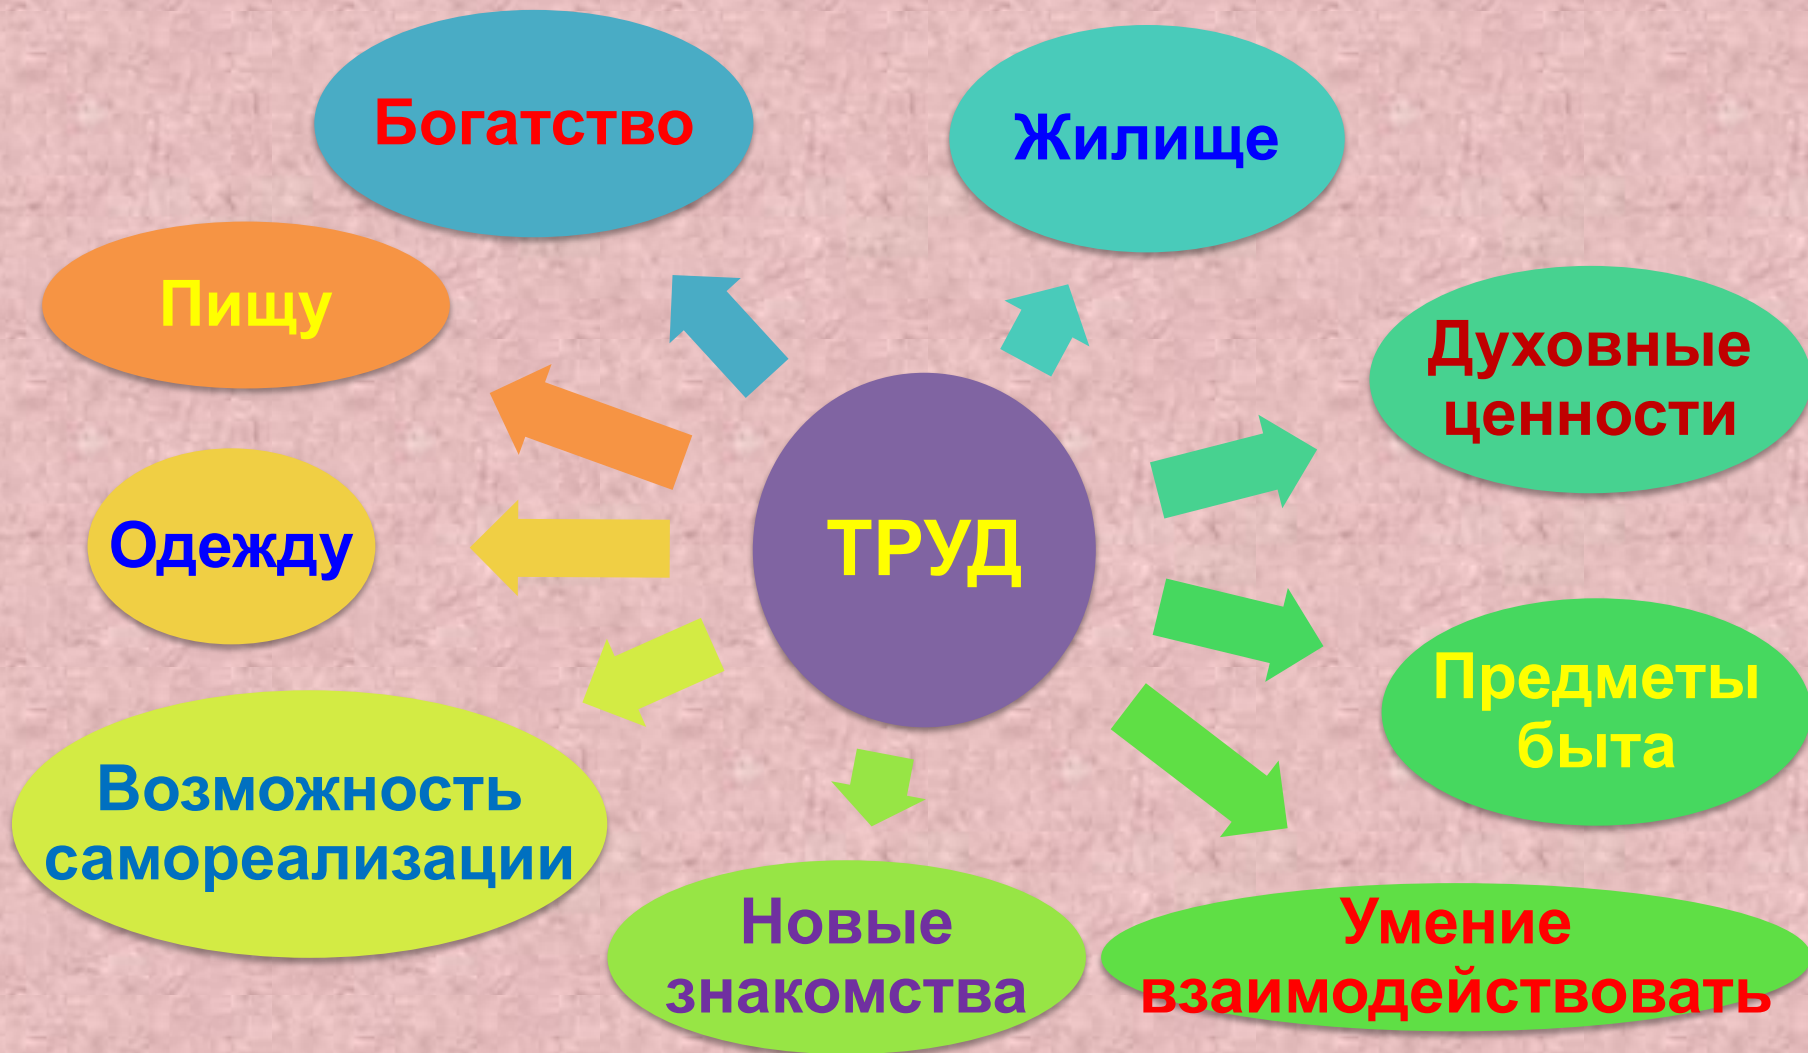 Богатство
Жилище
Пищу
Духовные
ценности
Одежду
ТРУД
Предметы
быта
Возможность
самореализации
Новые
знакомства
Умение
взаимодействовать